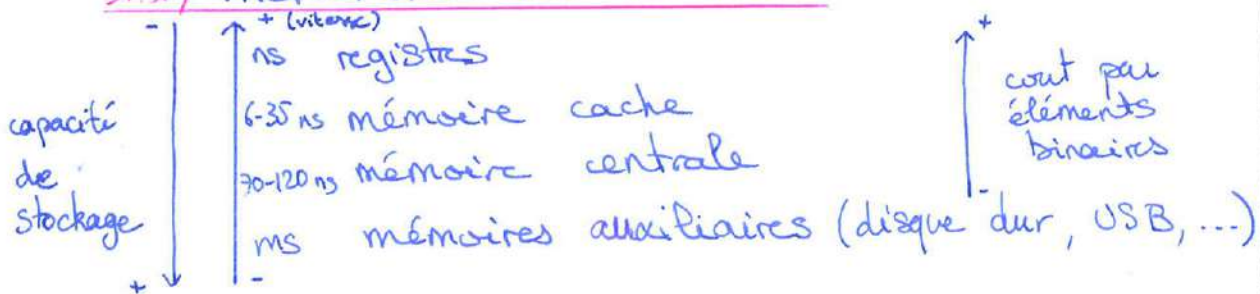 - + (vitesse) +
ns registres
6-35 ns mémoire cache
70-120 ns mémoire centrale
ms mémoires auxiliaires (disque dur, USB, ...)
capacité
de
stockage
+ -
cout par
éléments
binaires
-